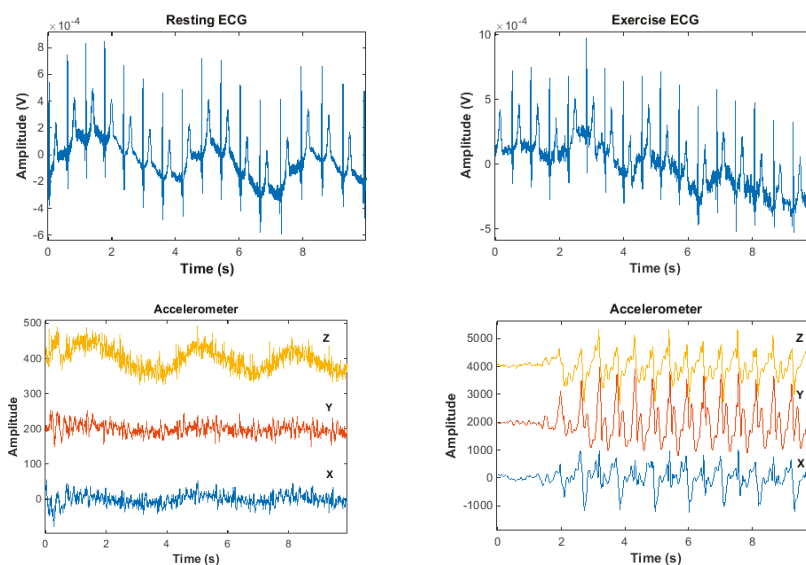 Resting ECG
×10⁻⁴
Amplitude (V)
8
6
4
2
0
-2
-4
-6
0 2 4 6 8 10
Time (s)
Exercise ECG
×10⁻⁴
Amplitude (V)
10
5
0
-5
0 2 4 6 8
Time (s)
Accelerometer
Amplitude
500
400
300
200
100
0
Z
Y
X
0 2 4 6 8
Time (s)
Accelerometer
Amplitude
5000
4000
3000
2000
1000
0
-1000
Z
Y
X
0 2 4 6 8
Time (s)